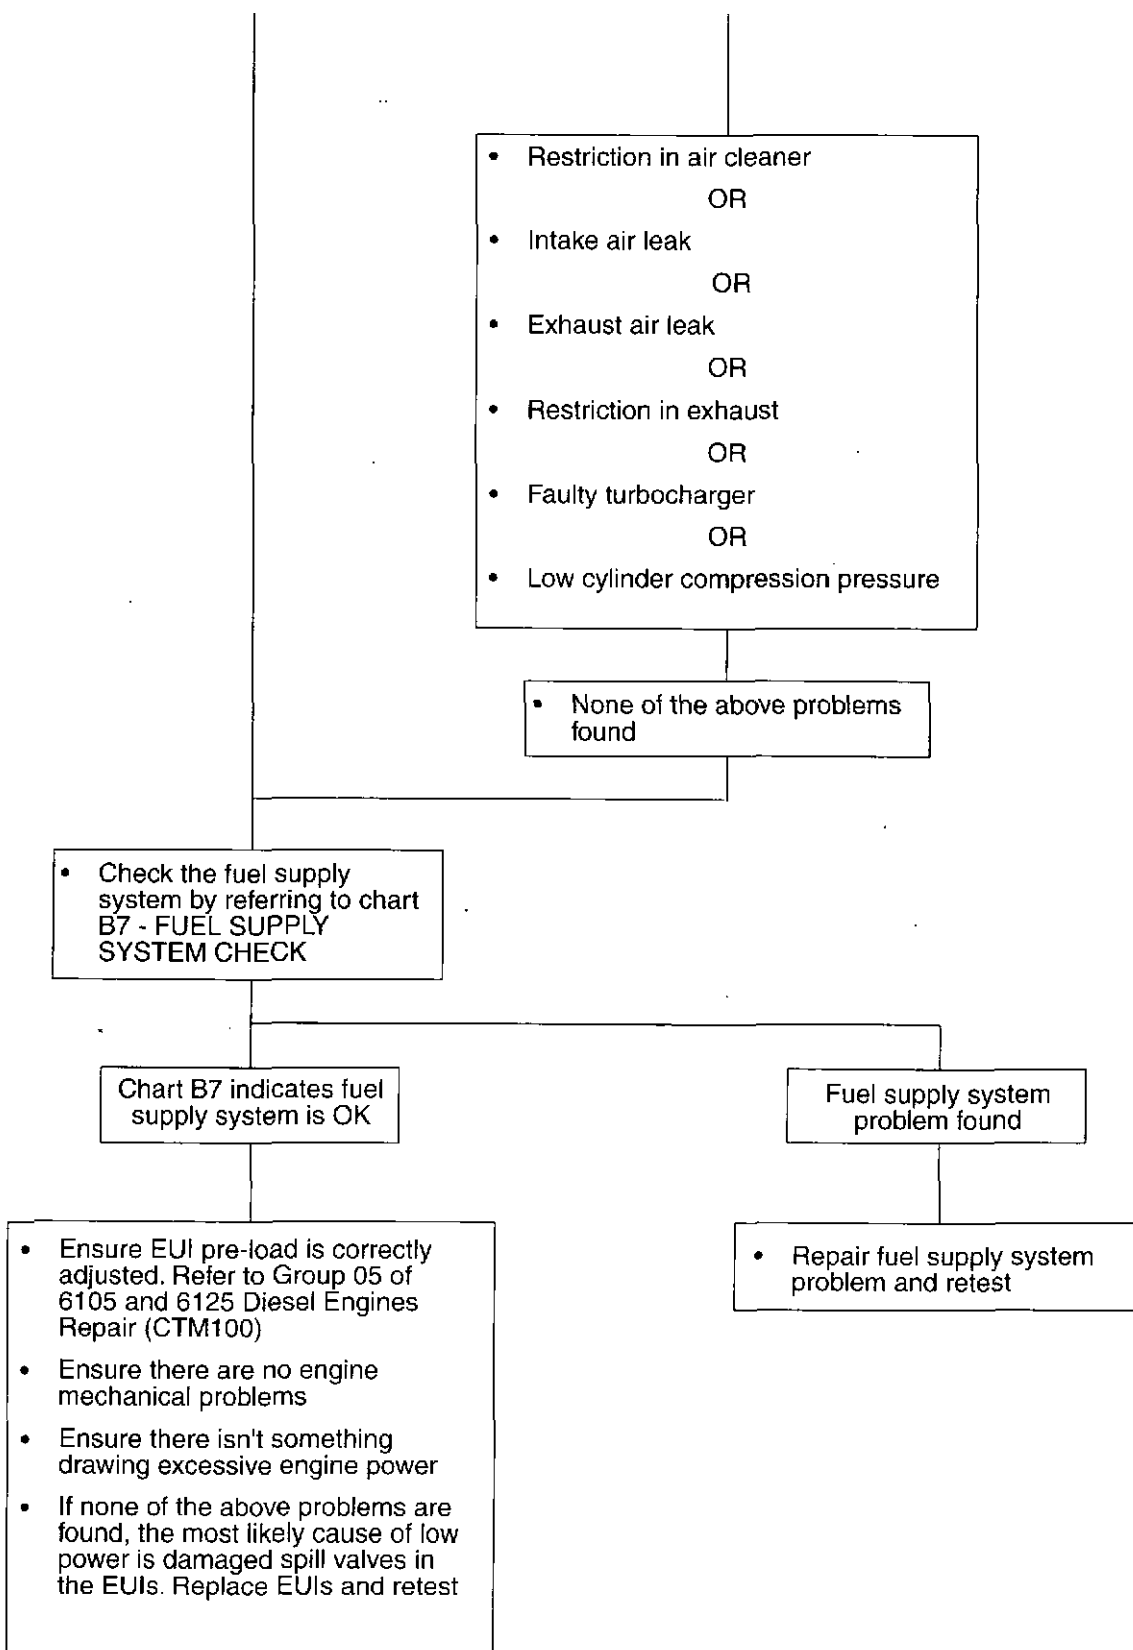 • Restriction in air cleaner
OR
• Intake air leak
OR
• Exhaust air leak
OR
• Restriction in exhaust
OR
• Faulty turbocharger
OR
• Low cylinder compression pressure
• None of the above problems
found
• Check the fuel supply
system by referring to chart
B7 - FUEL SUPPLY
SYSTEM CHECK
Chart B7 indicates fuel
supply system is OK
Fuel supply system
problem found
• Ensure EUI pre-load is correctly
adjusted. Refer to Group 05 of
6105 and 6125 Diesel Engines
Repair (CTM100)
• Ensure there are no engine
mechanical problems
• Ensure there isn't something
drawing excessive engine power
• If none of the above problems are
found, the most likely cause of low
power is damaged spill valves in
the EUIs. Replace EUIs and retest
• Repair fuel supply system
problem and retest